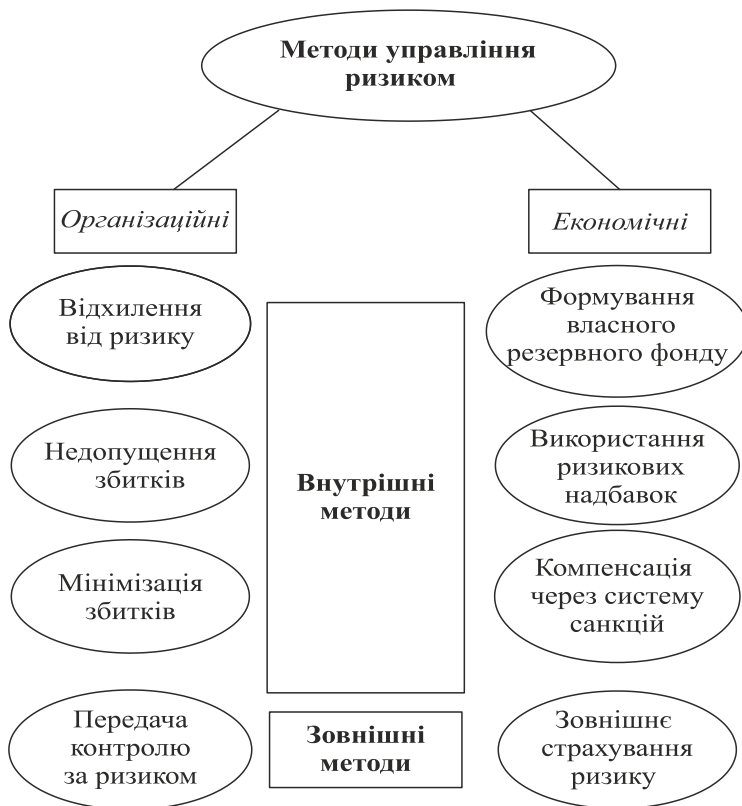 Методи управління
ризиком
Організаційні
Економічні
Відхилення
від ризику
Формування
власного
резервного фонду
Недопущення
збитків
Внутрішні
методи
Використання
ризикових
надбавок
Мінімізація
збитків
Компенсація
через систему
санкцій
Передача
контролю
за ризиком
Зовнішні
методи
Зовнішнє
страхування
ризику